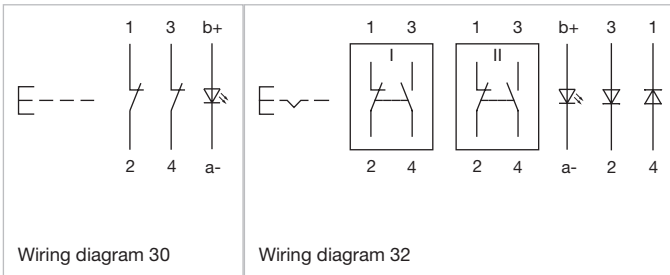 1 3 b+
2 4 a-
Wiring diagram 30
1 3 1 3 b+ 3 1
I II
2 4 2 4 a- 2 4
Wiring diagram 32